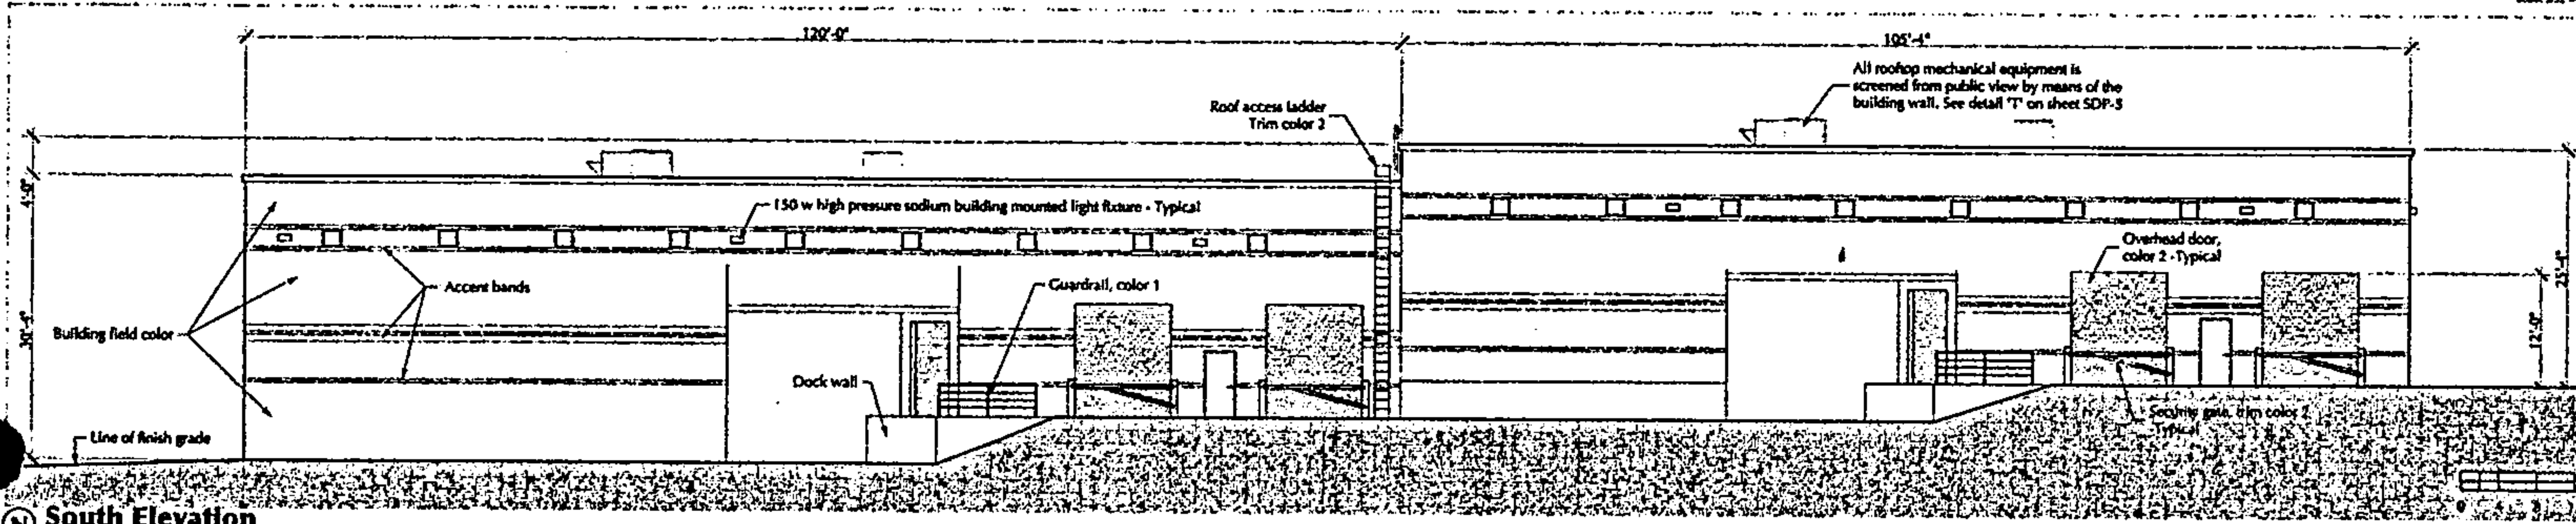 120'-0"
105'-4"
All rooftop mechanical equipment is
screened from public view by means of the
building wall. See detail 'T' on sheet SDP-5
Roof access ladder
Trim color 2
4'-0"
150 w high pressure sodium building mounted light fixture - Typical
Overhead door,
color 2 -Typical
25'-4"
Accent bands
Guardrail, color 1
Building field color
30'-4"
12'-0"
Dock wall
Security gate, trim color 2
Typical
Line of finish grade
South Elevation